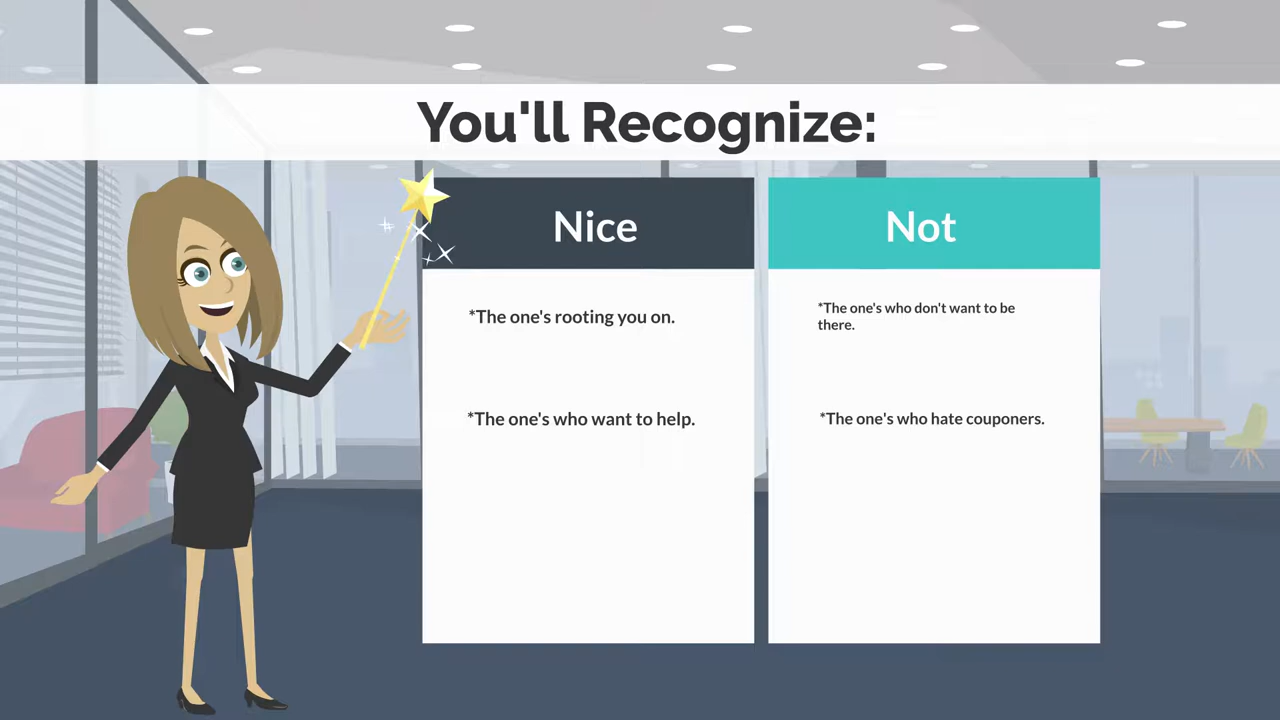 You'll Recognize:
Nice
*The one's rooting you on.
*The one's who want to help.
Not
*The one's who don't want to be
there.
*The one's who hate couponers.